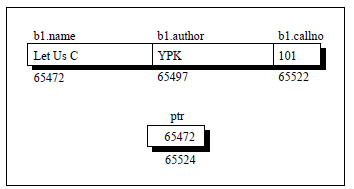 b1.name b1.author b1.callno
Let Us C YPK 101
65472 65497 65522
ptr
65472
65524